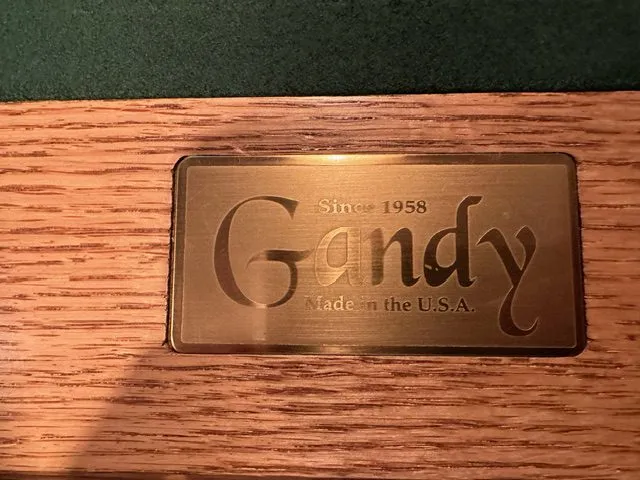 Since 1958
Gandy
Made in the U.S.A.